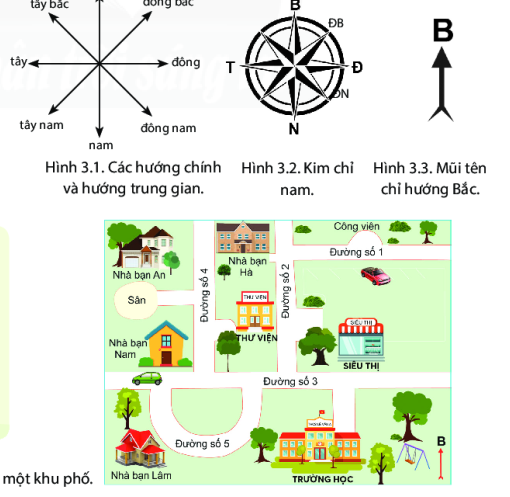 tây bắc
đông bắc
tây
đông
tây nam
đông nam
nam
B
ĐB
T
Đ
ĐN
N
B
Hình 3.1. Các hướng chính
và hướng trung gian.
Hình 3.2. Kim chỉ
nam.
Hình 3.3. Mũi tên
chỉ hướng Bắc.
Công viên
Đường số 1
Nhà bạn An
Nhà bạn
Hà
Đường số 4
Đường số 2
Sân
THƯ VIỆN
THƯ VIỆN
SIÊU THỊ
SIÊU THỊ
Nhà bạn
Nam
Đường số 3
Đường số 5
Nhà bạn Lâm
TRƯỜNG HỌC
B
một khu phố.